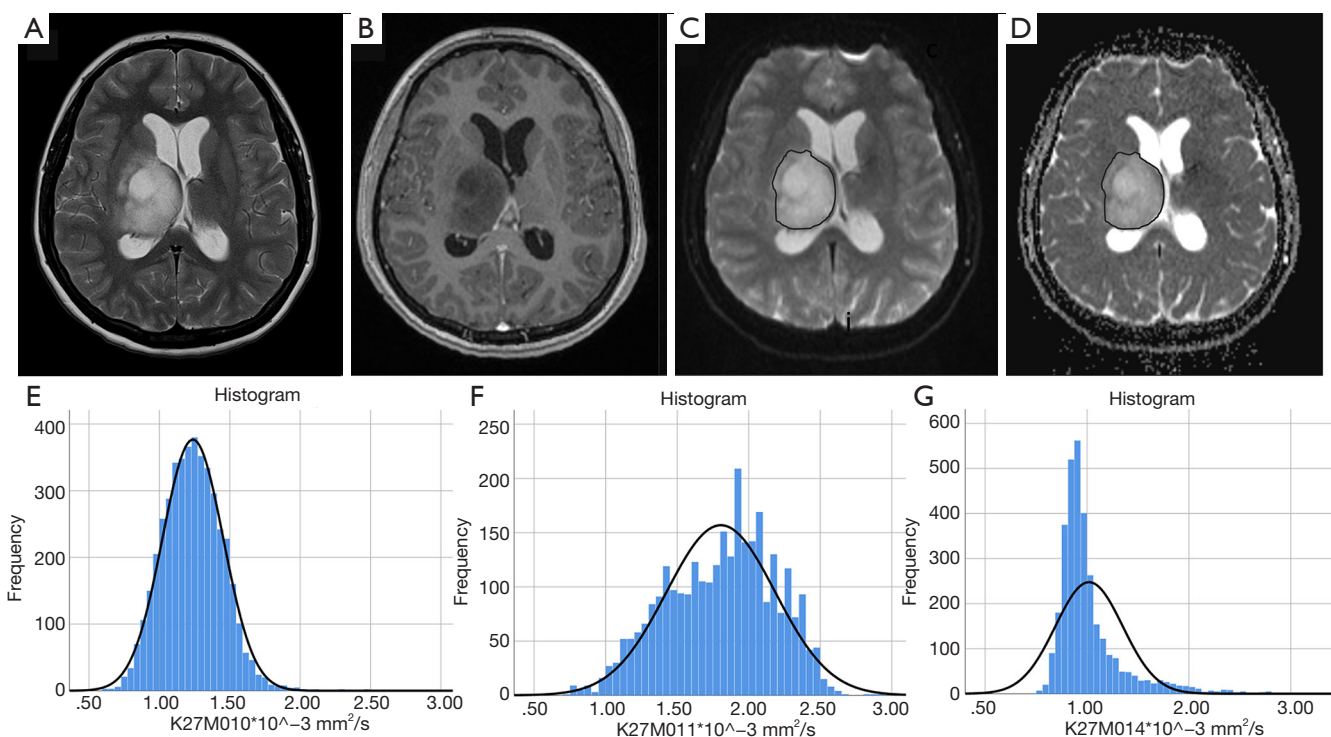 A
B
C
D
C
i
E
Histogram
400
300
200
100
0
Frequency
.50
1.00
1.50
2.00
2.50
3.00
K27M010*10^−3 mm²/s
F
Histogram
250
200
150
100
50
0
Frequency
.50
1.00
1.50
2.00
2.50
3.00
K27M011*10^−3 mm²/s
G
Histogram
600
500
400
300
200
100
0
Frequency
.50
1.00
2.00
3.00
K27M014*10^−3 mm²/s